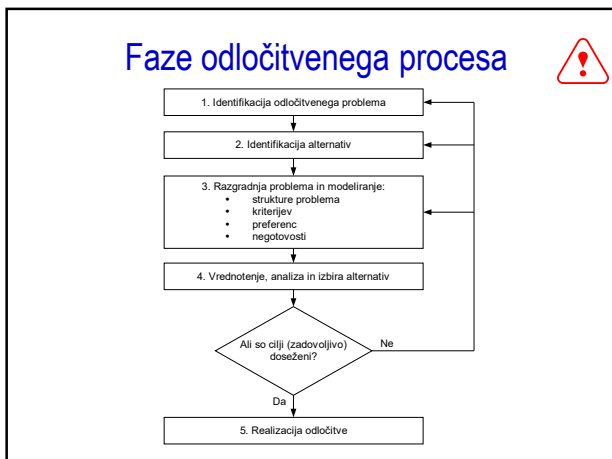 Faze odločitvenega procesa
1. Identifikacija odločitvenega problema
2. Identifikacija alternativ
3. Razgradnja problema in modeliranje:
• strukture problema
• kriterijev
• preferenc
• negotovosti
4. Vrednotenje, analiza in izbira alternativ
Ali so cilji (zadovoljivo)
doseženi?
Ne
Da
5. Realizacija odločitve